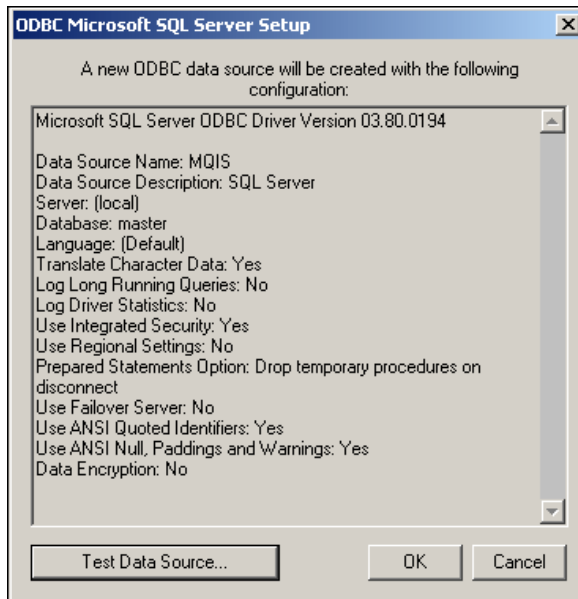 ODBC Microsoft SQL Server Setup
A new ODBC data source will be created with the following
configuration:
Microsoft SQL Server ODBC Driver Version 03.80.0194
Data Source Name: MQIS
Data Source Description: SQL Server
Server: (local)
Database: master
Language: (Default)
Translate Character Data: Yes
Log Long Running Queries: No
Log Driver Statistics: No
Use Integrated Security: Yes
Use Regional Settings: No
Prepared Statements Option: Drop temporary procedures on
disconnect
Use Failover Server: No
Use ANSI Quoted Identifiers: Yes
Use ANSI Null, Paddings and Warnings: Yes
Data Encryption: No
Test Data Source... OK Cancel